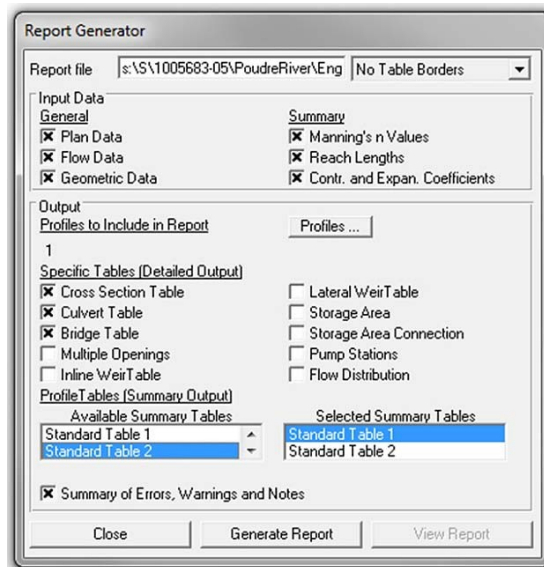 Report Generator
Report file s:\S\1005683-05\PoudreRiver\Eng No Table Borders
Input Data
General Summary
Plan Data Manning's n Values
Flow Data Reach Lengths
Geometric Data Contr. and Expan. Coefficients
Output
Profiles to Include in Report Profiles ...
1
Specific Tables (Detailed Output)
Cross Section Table Lateral WeirTable
Culvert Table Storage Area
Bridge Table Storage Area Connection
Multiple Openings Pump Stations
Inline WeirTable Flow Distribution
ProfileTables (Summary Output)
Available Summary Tables Selected Summary Tables
Standard Table 1 Standard Table 1
Standard Table 2 Standard Table 2
Summary of Errors, Warnings and Notes
Close Generate Report View Report